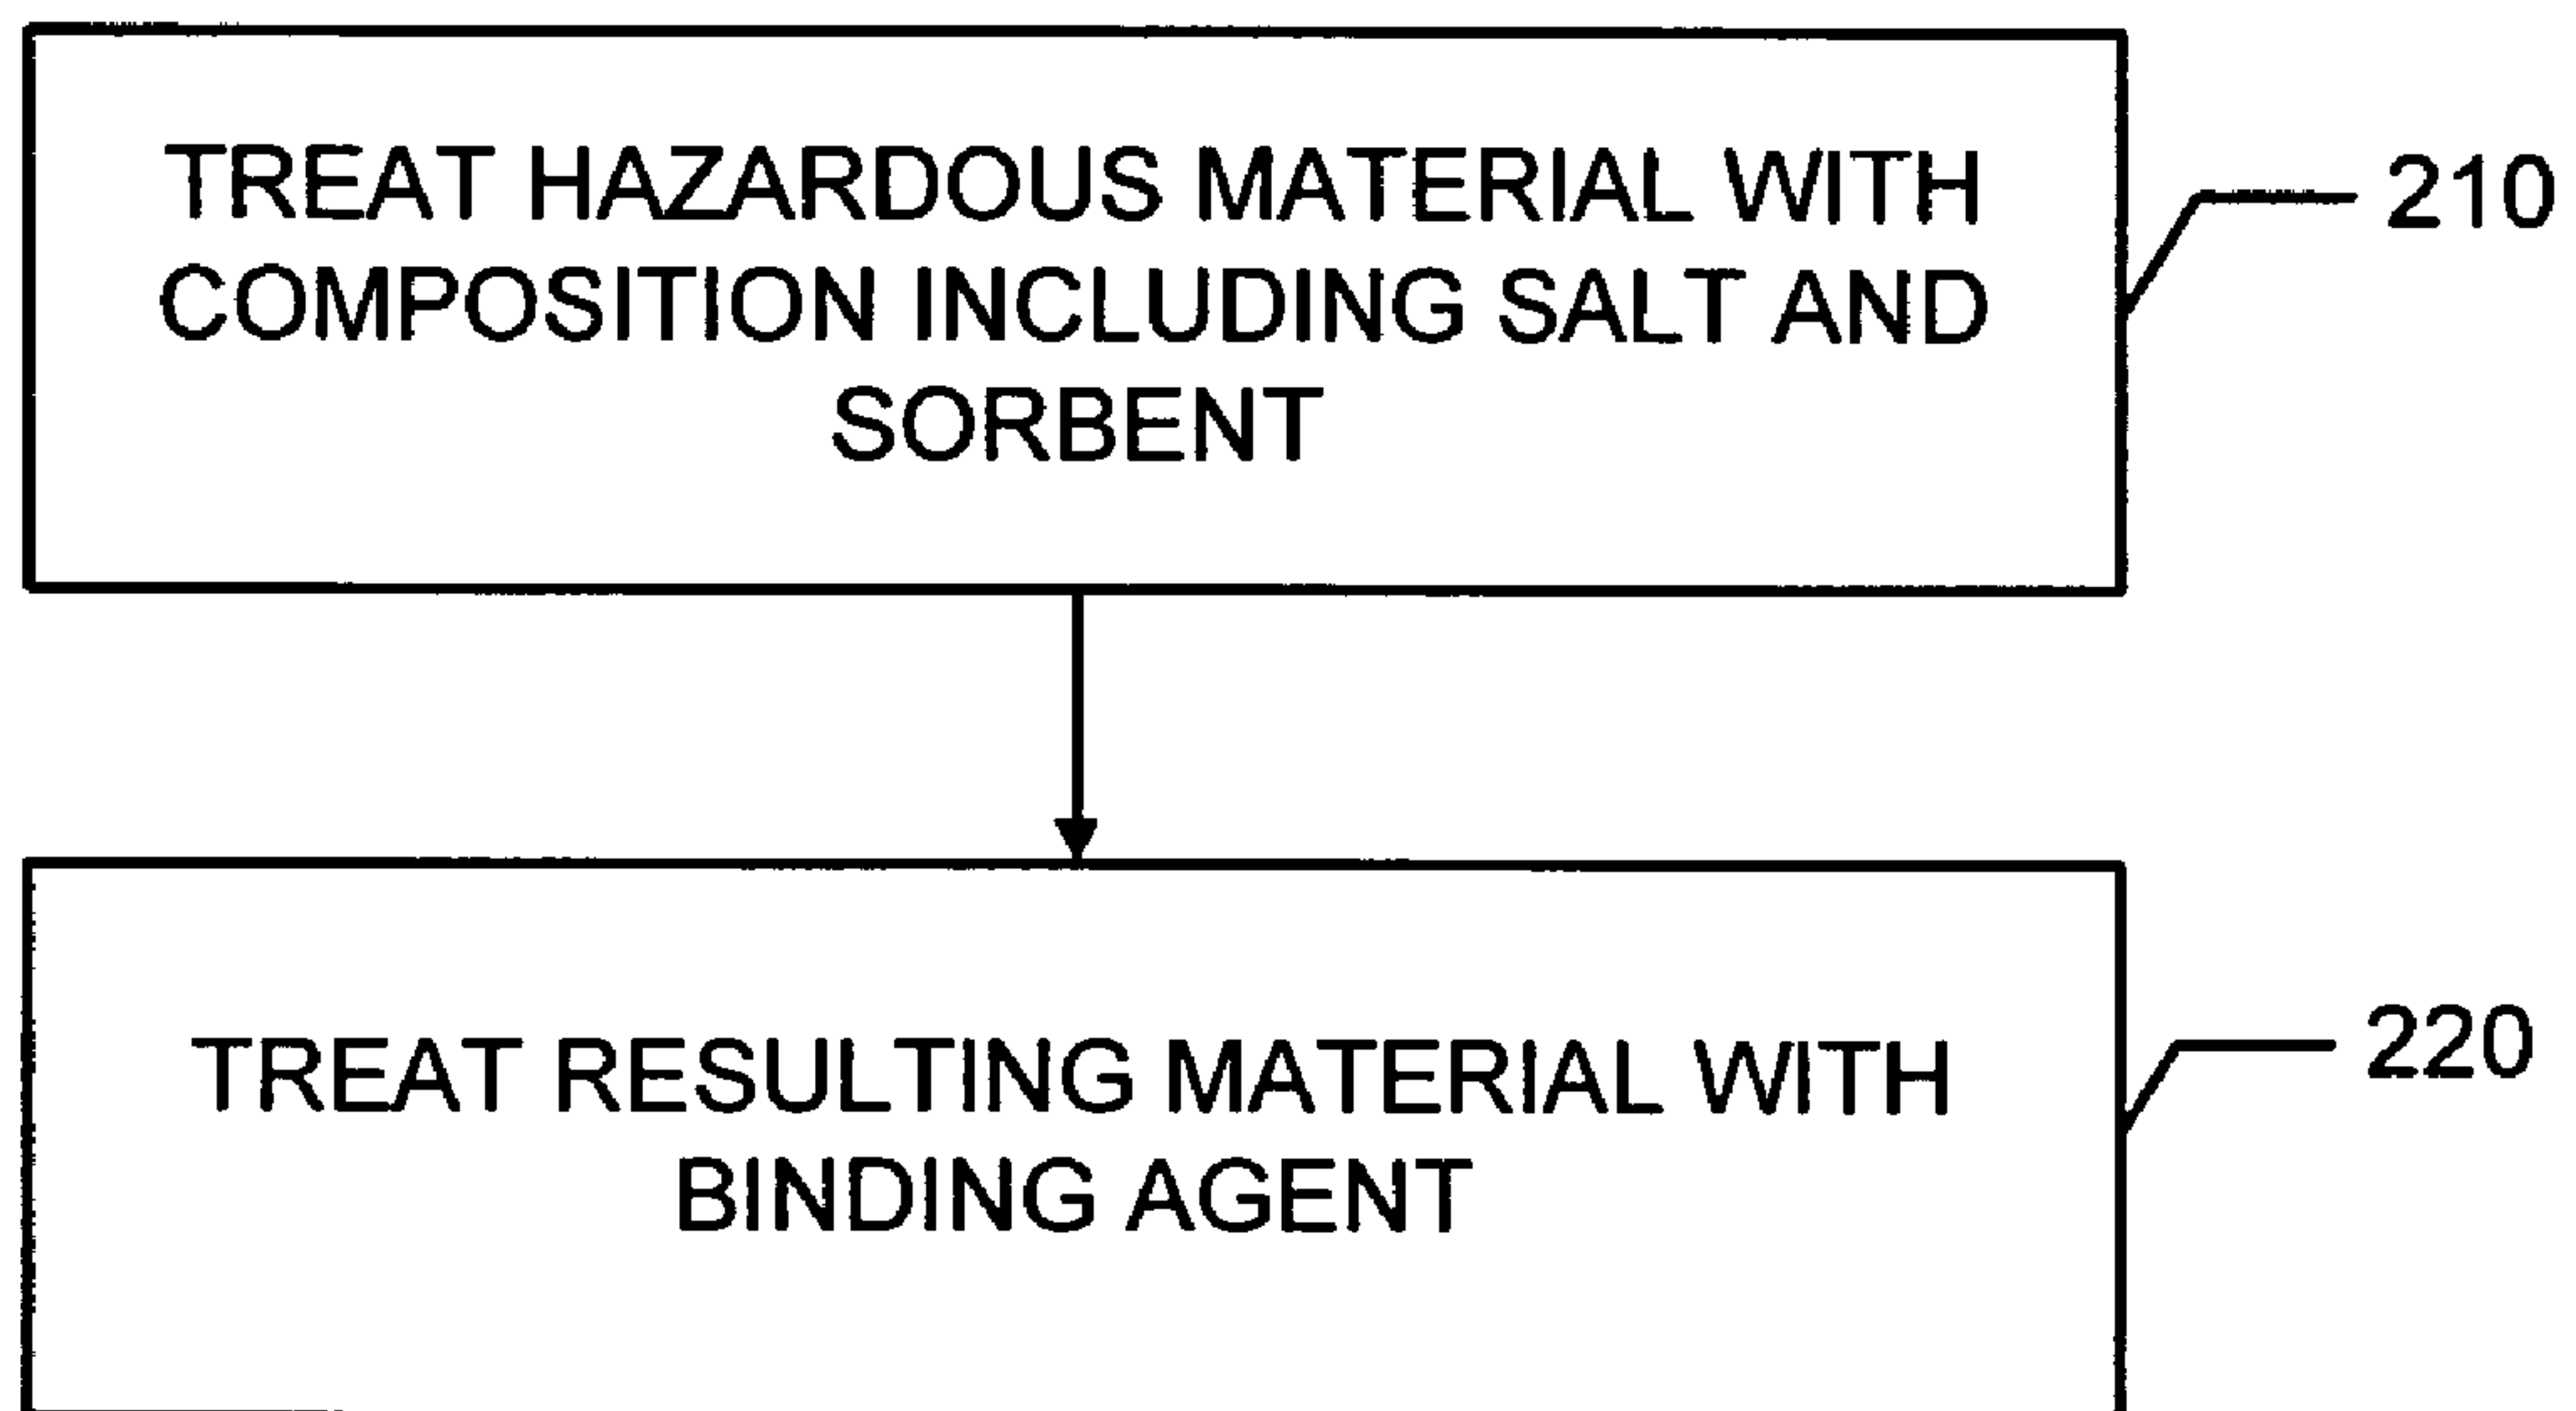 TREAT HAZARDOUS MATERIAL WITH
COMPOSITION INCLUDING SALT AND
SORBENT
210
TREAT RESULTING MATERIAL WITH
BINDING AGENT
220